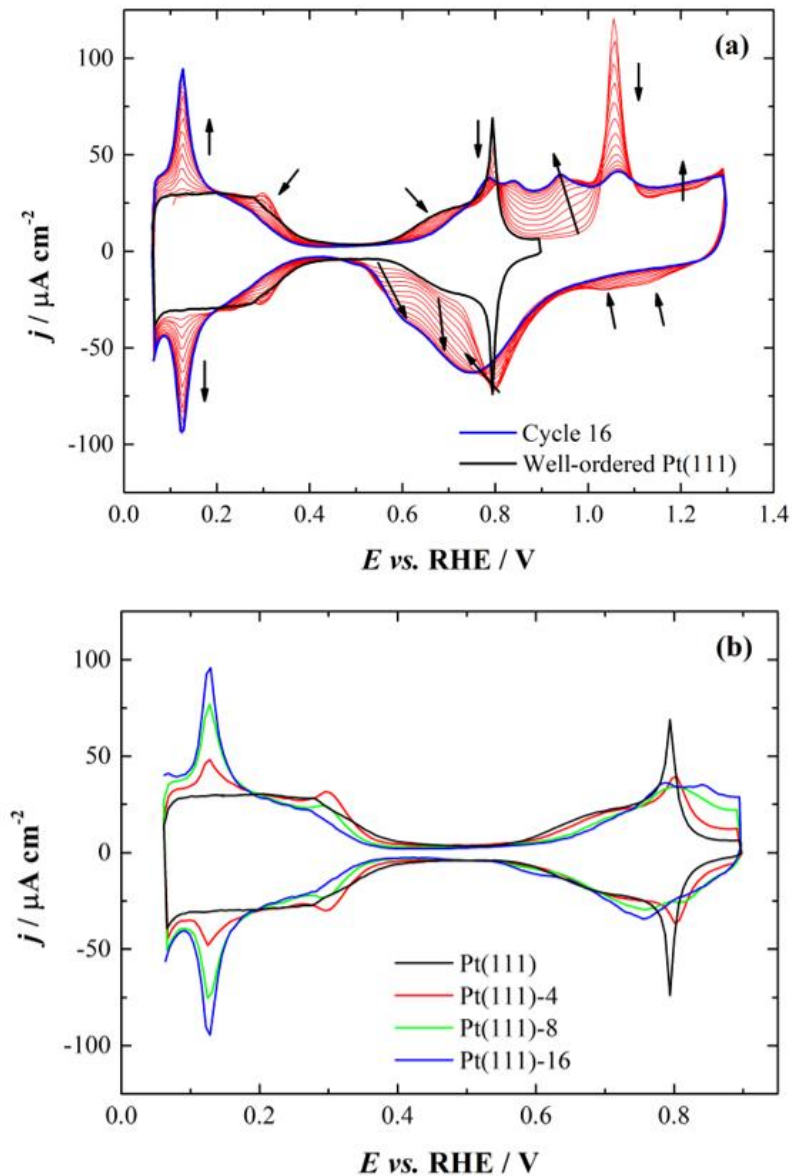 (a)
100
50
0
-50
-100
j / µA cm⁻²
Cycle 16
Well-ordered Pt(111)
0.0 0.2 0.4 0.6 0.8 1.0 1.2 1.4
E vs. RHE / V
(b)
100
50
0
-50
-100
j / µA cm⁻²
Pt(111)
Pt(111)-4
Pt(111)-8
Pt(111)-16
0.0 0.2 0.4 0.6 0.8
E vs. RHE / V